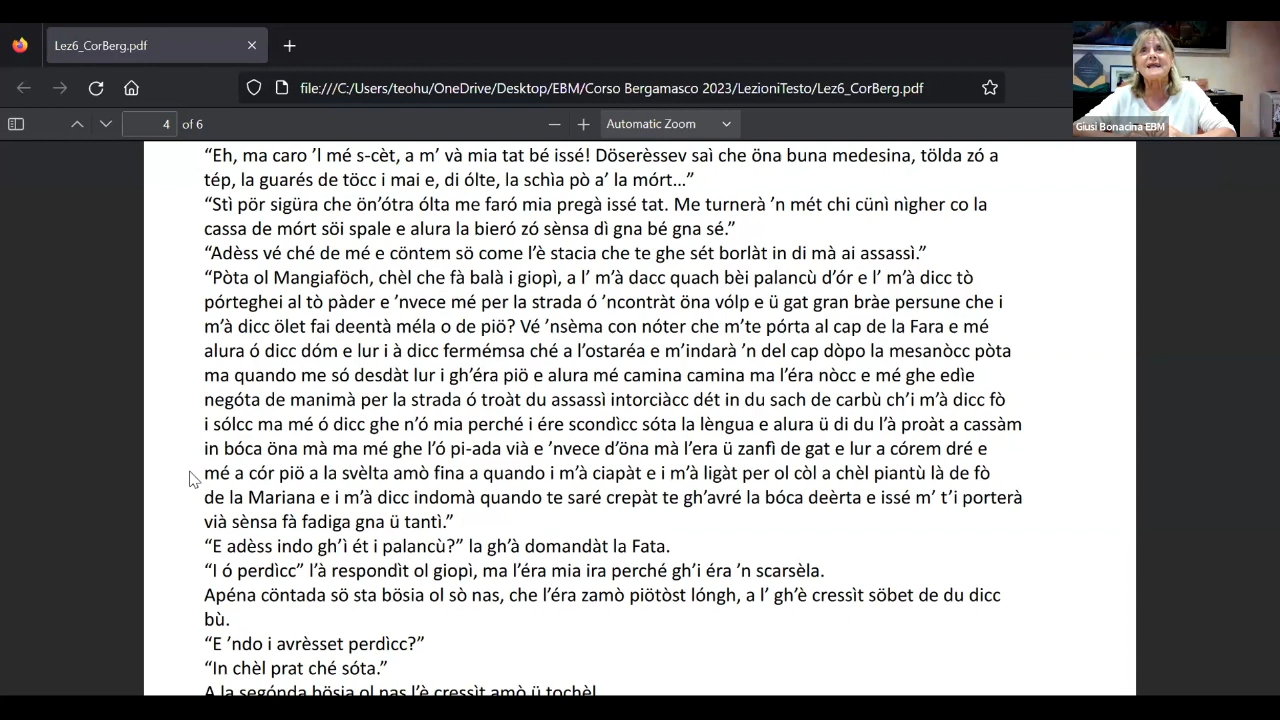 Lez6_CorBerg.pdf
file:///C:/Users/teohu/OneDrive/Desktop/EBM/Corso Bergamasco 2023/LezioniTesto/Lez6_CorBerg.pdf
Giusi Bonacina EBM
4 of 6
Automatic Zoom
“Eh, ma caro ’l mé s-cèt, a m’ và mia tat bé issé! Döserèssev saì che öna buna medesina, tölda zó a
tép, la guarés de töcc i mai e, di ólte, la schìa pò a’ la mórt…”
“Stì pör sigüra che ön’ótra ólta me faró mia pregà issé tat. Me turnerà ’n mét chi cünì nìgher co la
cassa de mórt söi spale e alura la bieró zó sènsa dì gna bé gna sé.”
“Adèss vé ché de mé e cöntem sö come l’è stacia che te ghe sét borlàt in di mà ai assassì.”
“Pòta ol Mangiaföch, chèl che fà balà i giopì, a l’ m’à dacc quach bèi palancù d’ór e l’ m’à dicc tò
pórteghei al tò pàder e ’nvece mé per la strada ó ’ncontràt öna vólp e ü gat gran bràe persune che i
m’à dicc ölet fai deentà méla o de piö? Vé ’nsèma con nóter che m’te pórta al cap de la Fara e mé
alura ó dicc dóm e lur i à dicc fermémsa ché a l’ostaréa e m’indarà ’n del cap dòpo la mesanòcc pòta
ma quando me só desdàt lur i gh’éra piö e alura mé camina camina ma l’éra nòcc e mé ghe edìe
negóta de manimà per la strada ó troàt du assassì intorciàcc dét in du sach de carbù ch’i m’à dicc fò
i sólcc ma mé ó dicc ghe n’ó mia perché i ére scondìcc sóta la lèngua e alura ü di du l’à proàt a cassàm
in bóca öna mà ma mé ghe l’ó pi-ada vià e ’nvece d’öna mà l’era ü zanfì de gat e lur a córem dré e
mé a cór piö a la svèlta amò fina a quando i m’à ciapàt e i m’à ligàt per ol còl a chèl piantù là de fò
de la Mariana e i m’à dicc indomà quando te saré crepàt te gh’avré la bóca deèrta e issé m’ t’i porterà
vià sènsa fà fadiga gna ü tantì.”
“E adèss indo gh’ì ét i palancù?” la gh’à domandàt la Fata.
“I ó perdìcc” l’à respondìt ol giopì, ma l’éra mia ira perché gh’i éra ’n scarsèla.
Apéna cöntada sö sta bösia ol sò nas, che l’éra zamò piötòst lóngh, a l’ gh’è cressìt söbet de du dicc
bù.
“E ’ndo i avrèsset perdìcc?”
“In chèl prat ché sóta.”
A la segónda bösia ol nas l’è cressìt amò ü tochèl